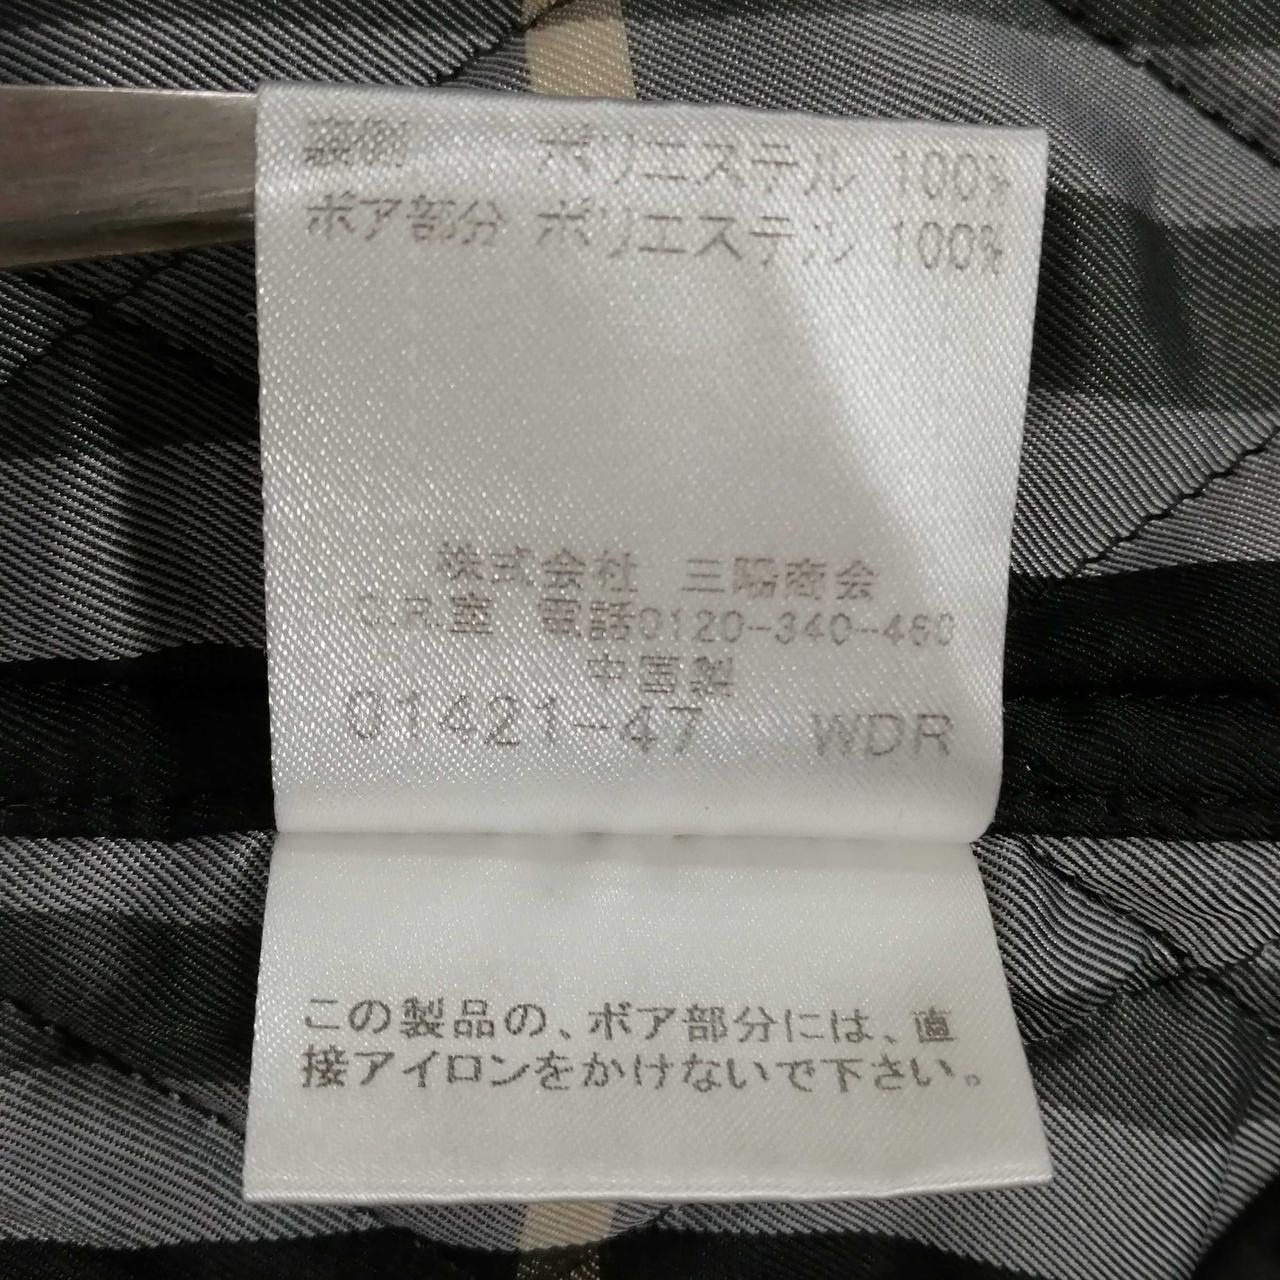 裏側 ポリエステル 100%
ボア部分 ポリエステル 100%
株式会社 三陽商会
C.R.室 電話0120-340-460
中国製
01421-47 WDR
この製品の、ボア部分には、直
接アイロンをかけないで下さい。